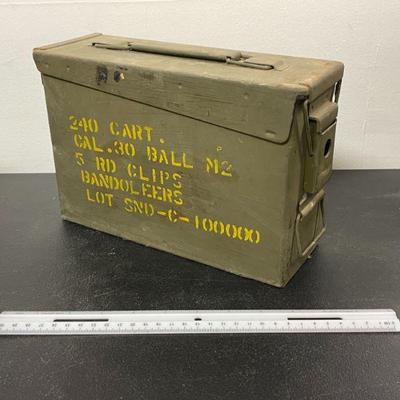 240 CART.
CAL.30 BALL M2
5 RD CLIPS
BANDOLEERS
LOT SND-C-100000